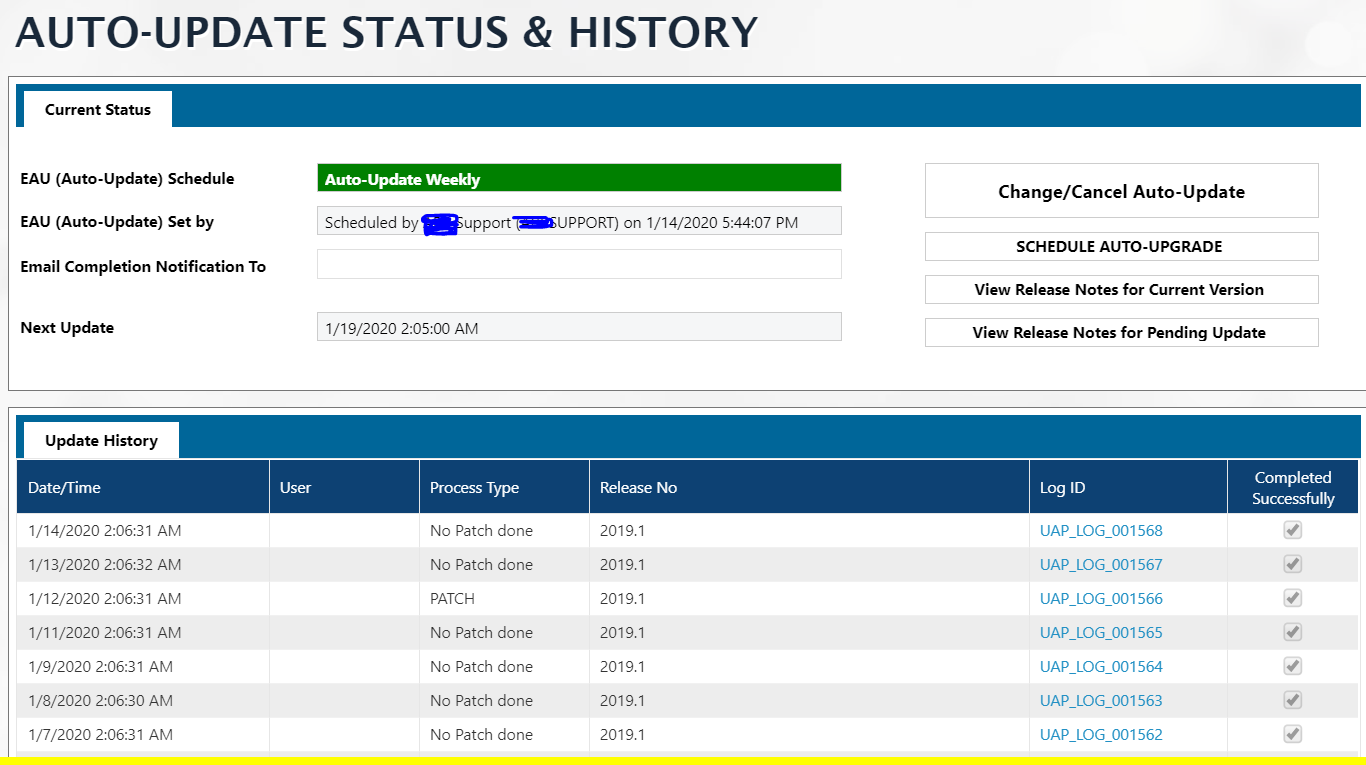 AUTO-UPDATE STATUS & HISTORY
Current Status
EAU (Auto-Update) Schedule
Auto-Update Weekly
EAU (Auto-Update) Set by
Scheduled by Support ( SUPPORT) on 1/14/2020 5:44:07 PM
Email Completion Notification To
Next Update
1/19/2020 2:05:00 AM
Change/Cancel Auto-Update
SCHEDULE AUTO-UPGRADE
View Release Notes for Current Version
View Release Notes for Pending Update
Update History
Date/Time User Process Type Release No Log ID Completed Successfully
1/14/2020 2:06:31 AM No Patch done 2019.1 UAP_LOG_001568
1/13/2020 2:06:32 AM No Patch done 2019.1 UAP_LOG_001567
1/12/2020 2:06:31 AM PATCH 2019.1 UAP_LOG_001566
1/11/2020 2:06:31 AM No Patch done 2019.1 UAP_LOG_001565
1/9/2020 2:06:31 AM No Patch done 2019.1 UAP_LOG_001564
1/8/2020 2:06:30 AM No Patch done 2019.1 UAP_LOG_001563
1/7/2020 2:06:31 AM No Patch done 2019.1 UAP_LOG_001562